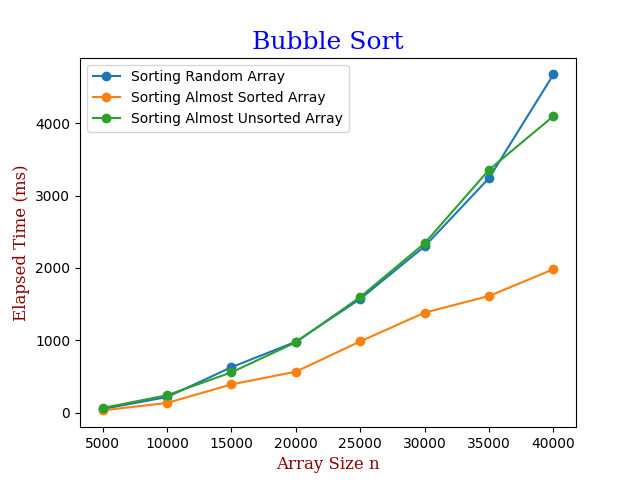 Bubble Sort
Sorting Random Array
Sorting Almost Sorted Array
Sorting Almost Unsorted Array
Elapsed Time (ms)
4000
3000
2000
1000
0
5000 10000 15000 20000 25000 30000 35000 40000
Array Size n